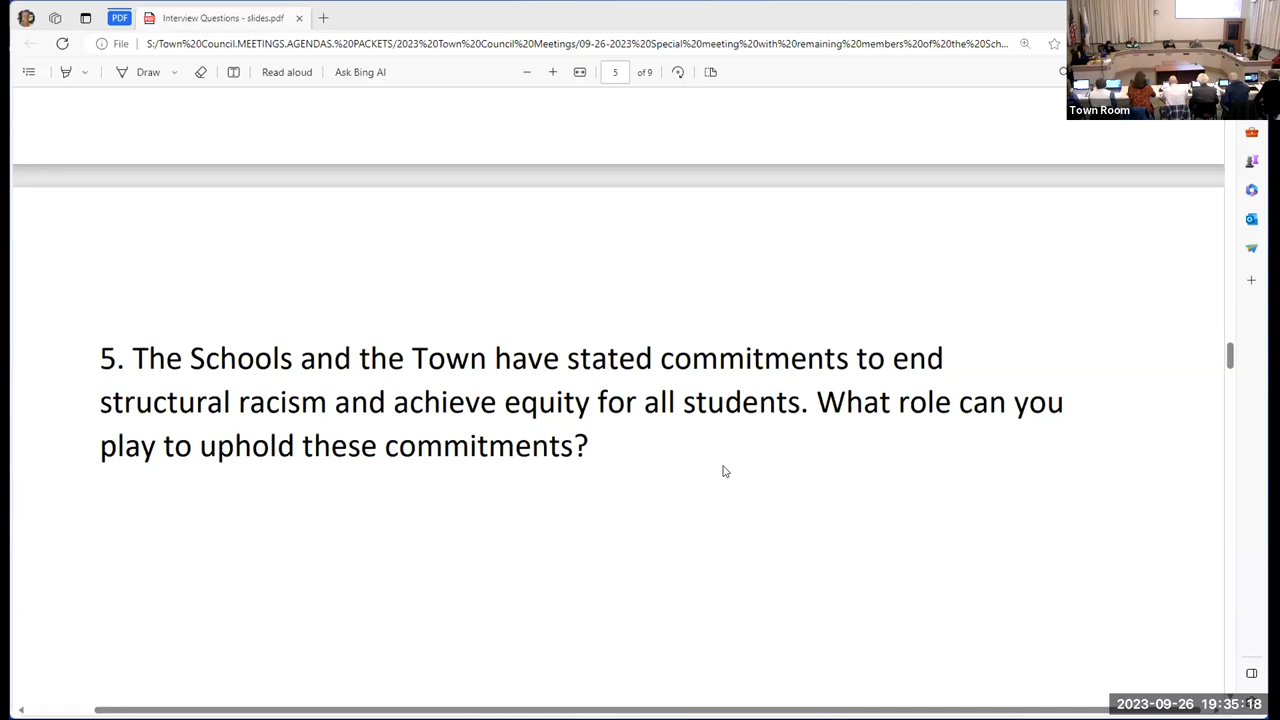 PDF
Interview Questions - slides.pdf
File
S:/Town%20Council.MEETINGS.AGENDAS.%20PACKETS/2023%20Town%20Council%20Meetings/09-26-2023%20Special%20meeting%20with%20remaining%20members%20of%20the%20Sch...
Draw
Read aloud
Ask Bing AI
5 of 9
Town Room
5. The Schools and the Town have stated commitments to end
structural racism and achieve equity for all students. What role can you
play to uphold these commitments?
2023-09-26 19:35:18